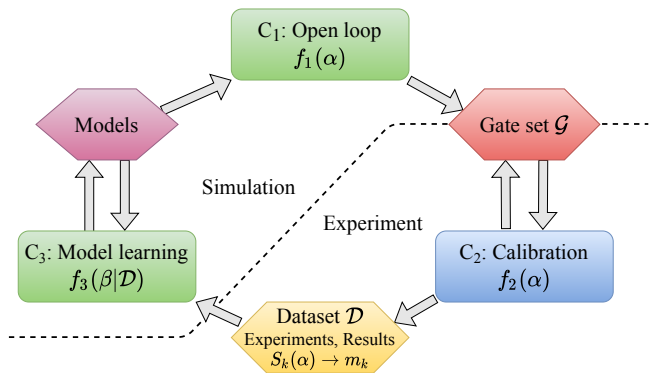 C₁: Open loop
f₁(α)
Models
Gate set 𝒢
Simulation
Experiment
C₃: Model learning
f₃(β|𝒟)
C₂: Calibration
f₂(α)
Dataset 𝒟
Experiments, Results
Sₖ(α) → mₖ